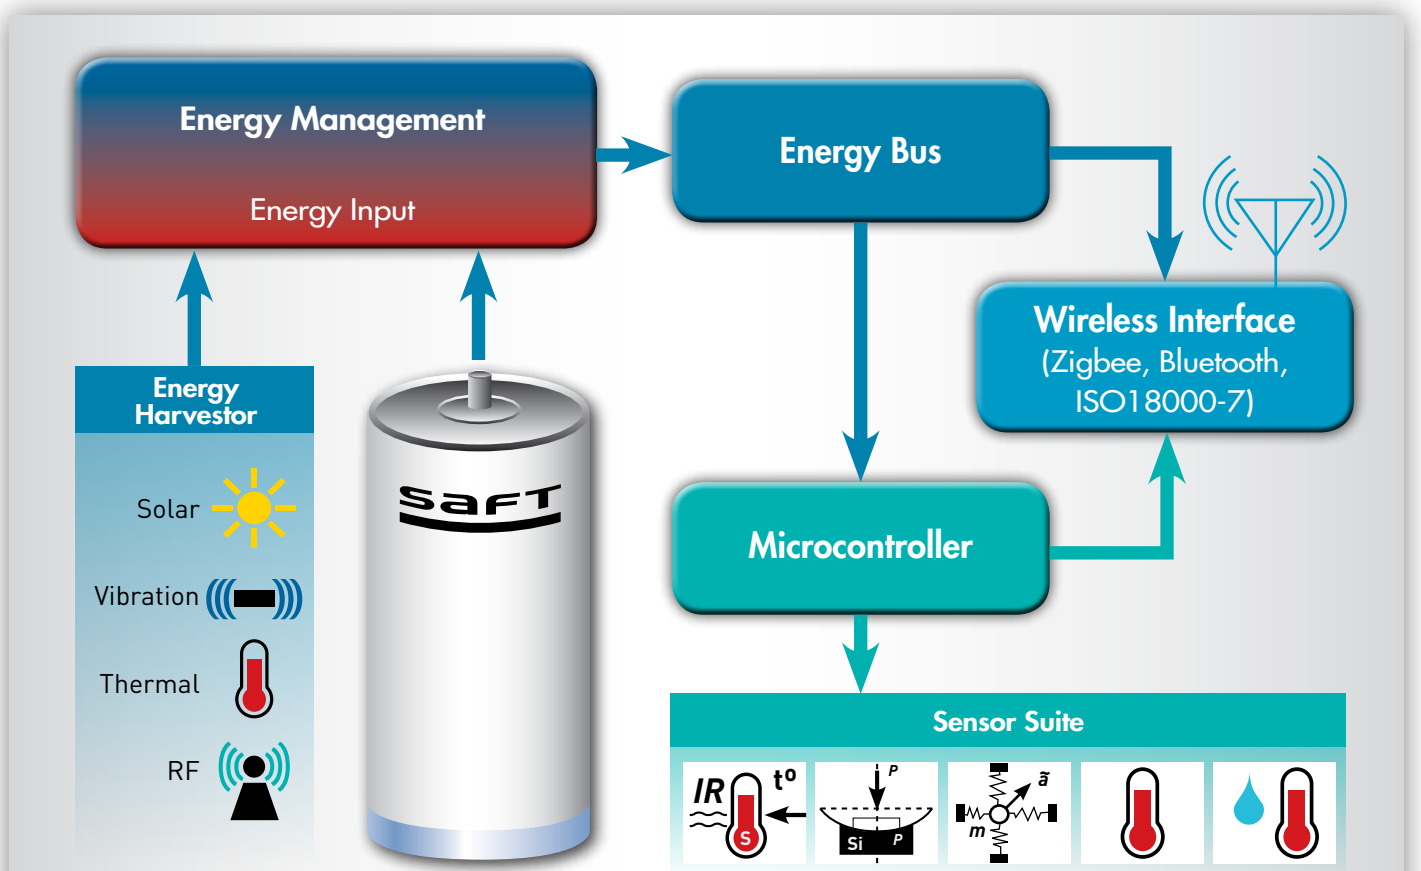 Energy Management
Energy Input
Energy Bus
Wireless Interface
(Zigbee, Bluetooth,
ISO18000-7)
Energy
Harvestor
Solar
Vibration
Thermal
RF
saft
Microcontroller
Sensor Suite
IR
tº
S
P
Si
P
ã
m